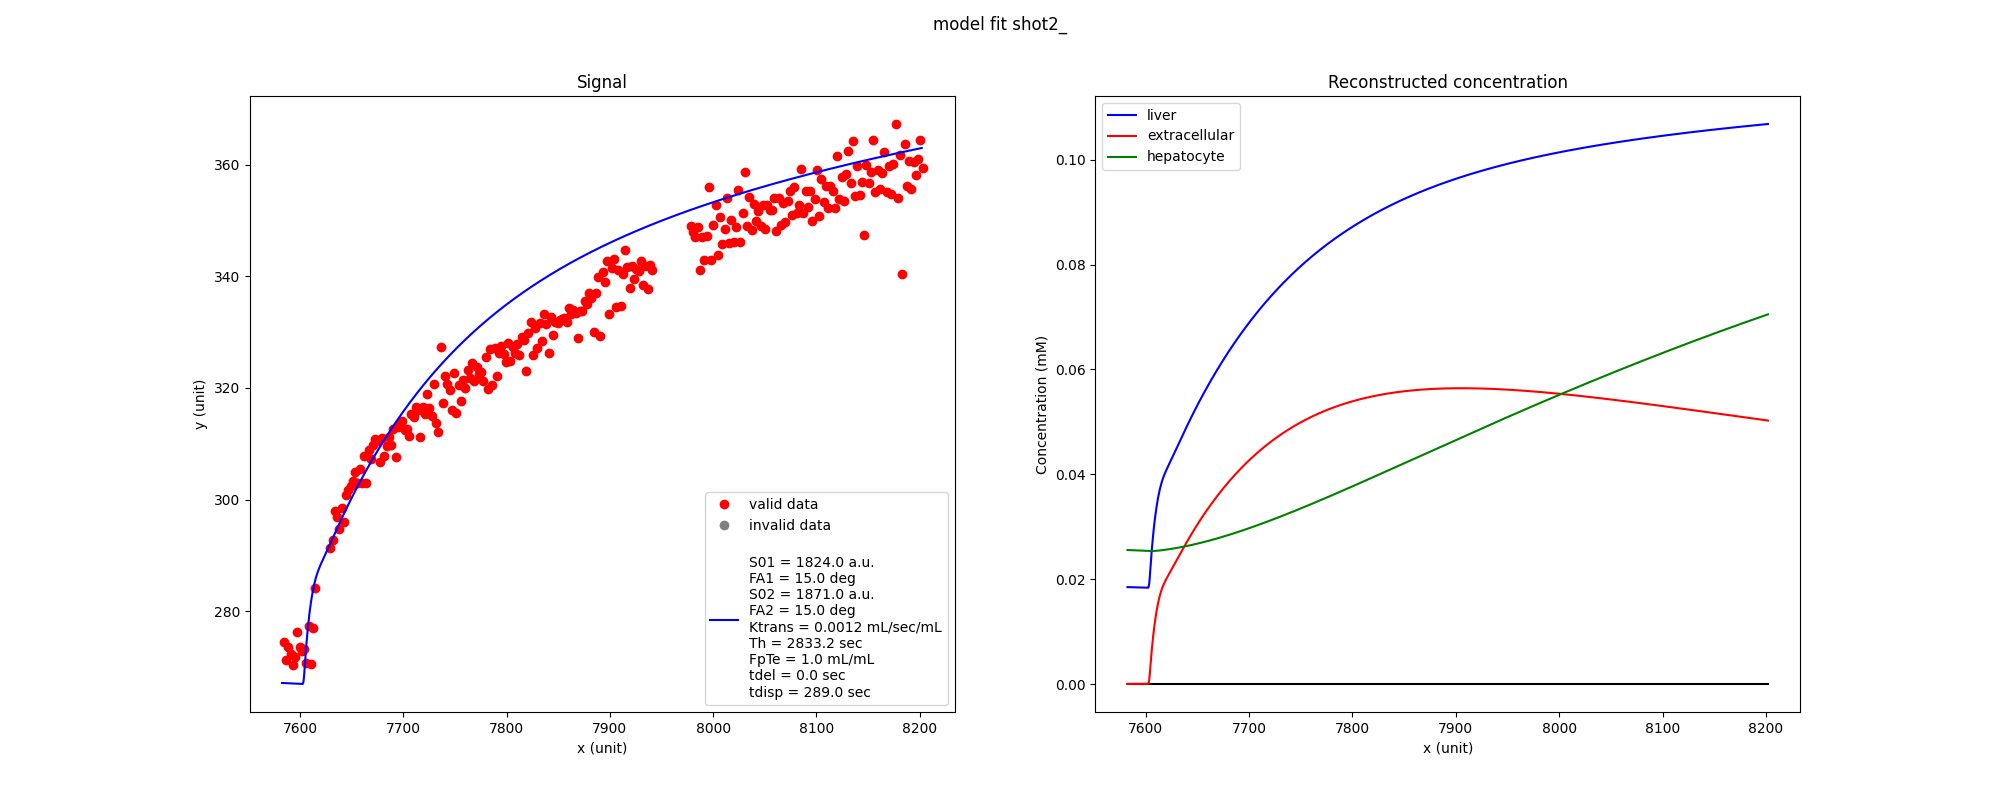 model fit shot2_
Signal
y (unit)
360
340
320
300
280
7600 7700 7800 7900 8000 8100 8200
x (unit)
valid data
invalid data
S01 = 1824.0 a.u.
FA1 = 15.0 deg
S02 = 1871.0 a.u.
FA2 = 15.0 deg
Ktrans = 0.0012 mL/sec/mL
Th = 2833.2 sec
FpTe = 1.0 mL/mL
tdel = 0.0 sec
tdisp = 289.0 sec
Reconstructed concentration
liver
extracellular
hepatocyte
Concentration (mM)
0.10
0.08
0.06
0.04
0.02
0.00
7600 7700 7800 7900 8000 8100 8200
x (unit)